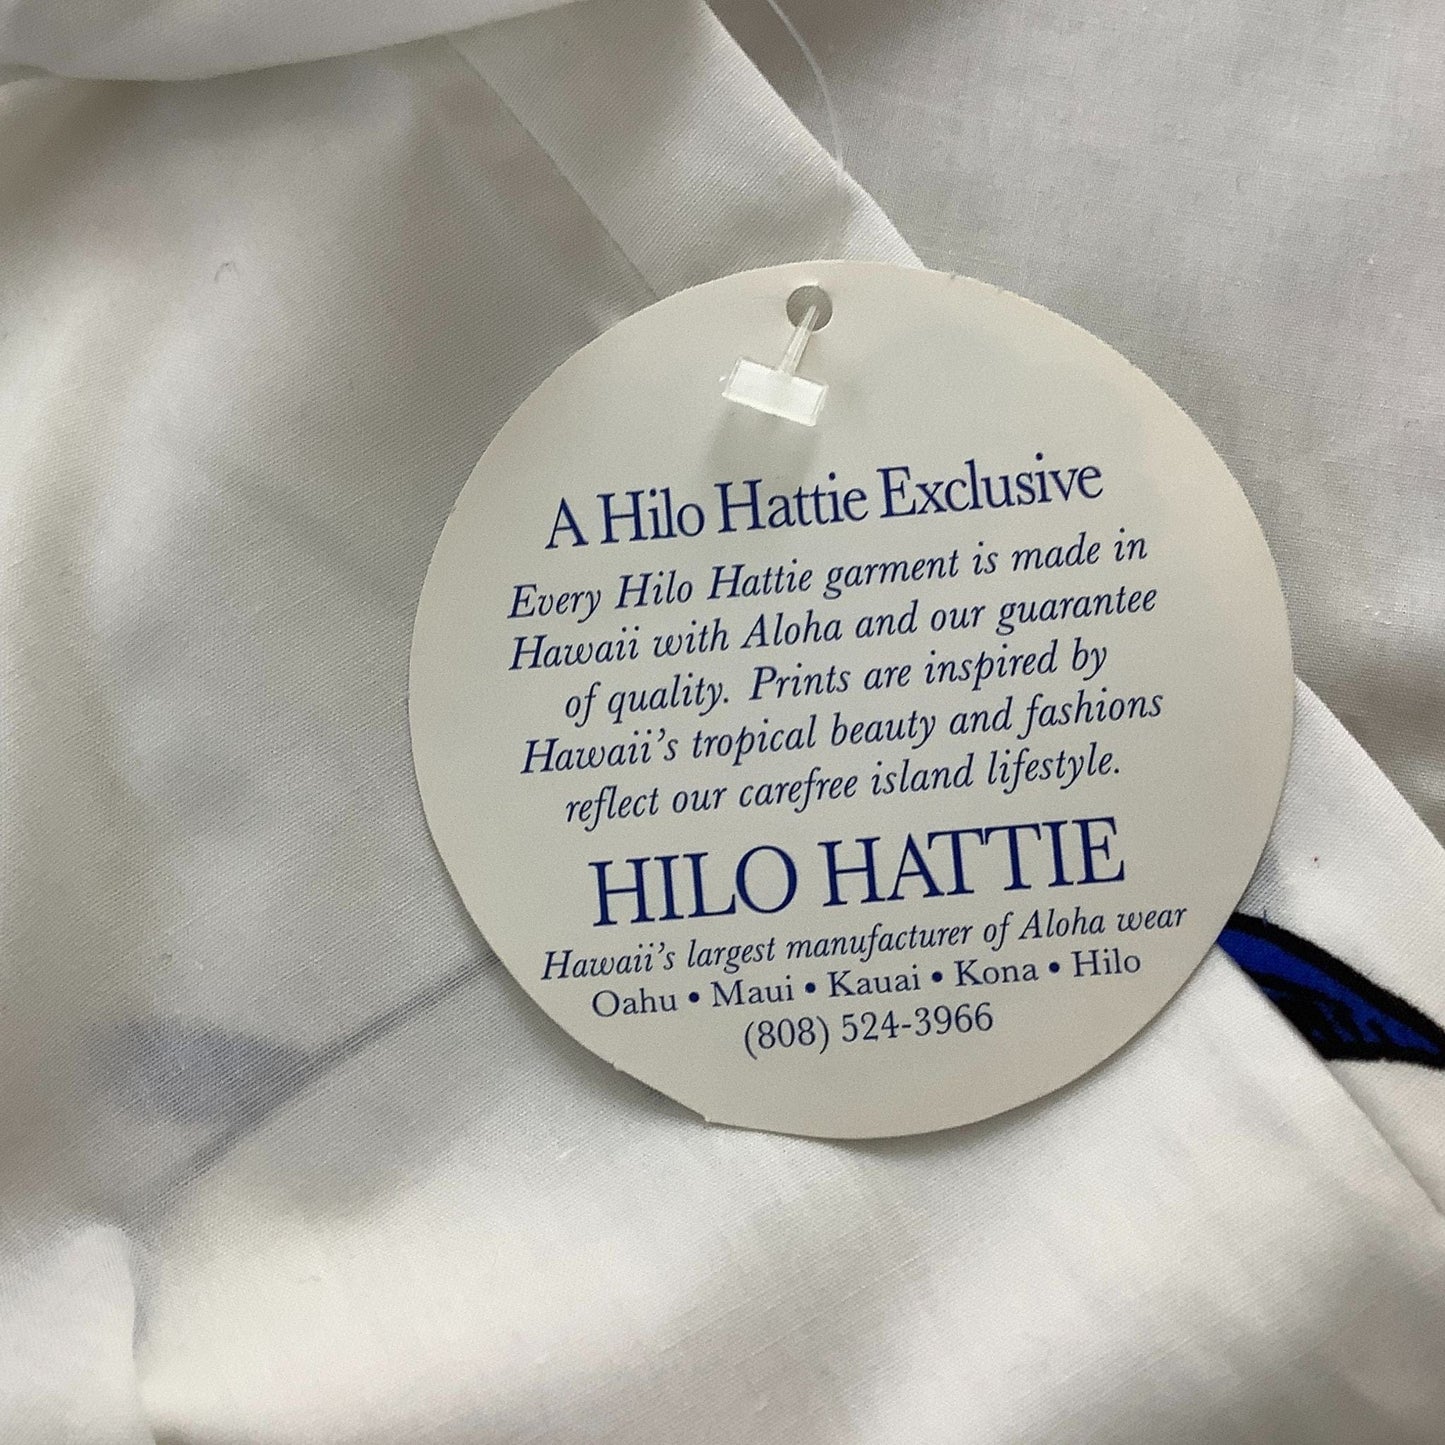 A Hilo Hattie Exclusive
Every Hilo Hattie garment is made in
Hawaii with Aloha and our guarantee
of quality. Prints are inspired by
Hawaii's tropical beauty and fashions
reflect our carefree island lifestyle.
HILO HATTIE
Hawaii's largest manufacturer of Aloha wear
Oahu • Maui • Kauai • Kona • Hilo
(808) 524-3966